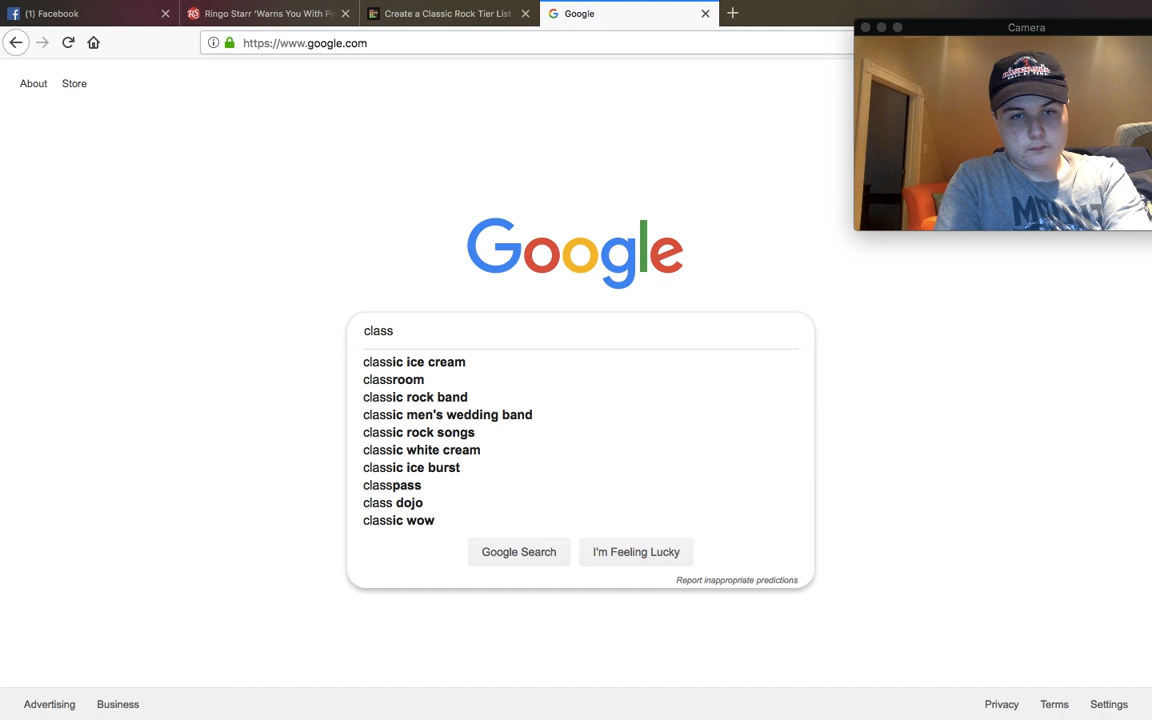 (1) Facebook
Ringo Starr ‘Warns You With Pe
Create a Classic Rock Tier List
Google
https://www.google.com
Camera
About
Store
Google
class
classic ice cream
classroom
classic rock band
classic men's wedding band
classic rock songs
classic white cream
classic ice burst
classpass
class dojo
classic wow
Google Search
I'm Feeling Lucky
Report inappropriate predictions
Advertising
Business
Privacy
Terms
Settings